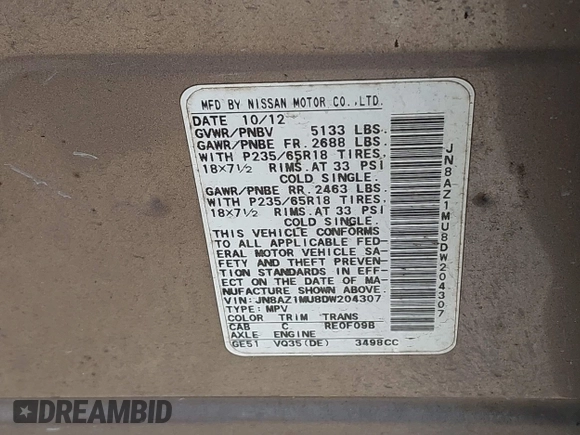 MFD BY NISSAN MOTOR CO.,LTD.
DATE 10/12
GVWR/PNBV 5133 LBS.
GAWR/PNBE FR. 2688 LBS.
WITH P235/65R18 TIRES,
18×7½ RIMS.AT 33 PSI
COLD SINGLE.
GAWR/PNBE RR. 2463 LBS.
WITH P235/65R18 TIRES,
18×7½ RIMS.AT 33 PSI
COLD SINGLE.
THIS VEHICLE CONFORMS
TO ALL APPLICABLE FED-
ERAL MOTOR VEHICLE SA-
FETY AND THEFT PREVEN-
TION STANDARDS IN EFF-
ECT ON THE DATE OF MA-
NUFACTURE SHOWN ABOVE.
VIN: JN8AZ1MU8DW204307
TYPE: MPV
COLOR TRIM TRANS
CAB C RE0F09B
AXLE ENGINE
GE51 VQ35(DE) 3498CC
JN8AZ1MU8DW204307
DREAMBID